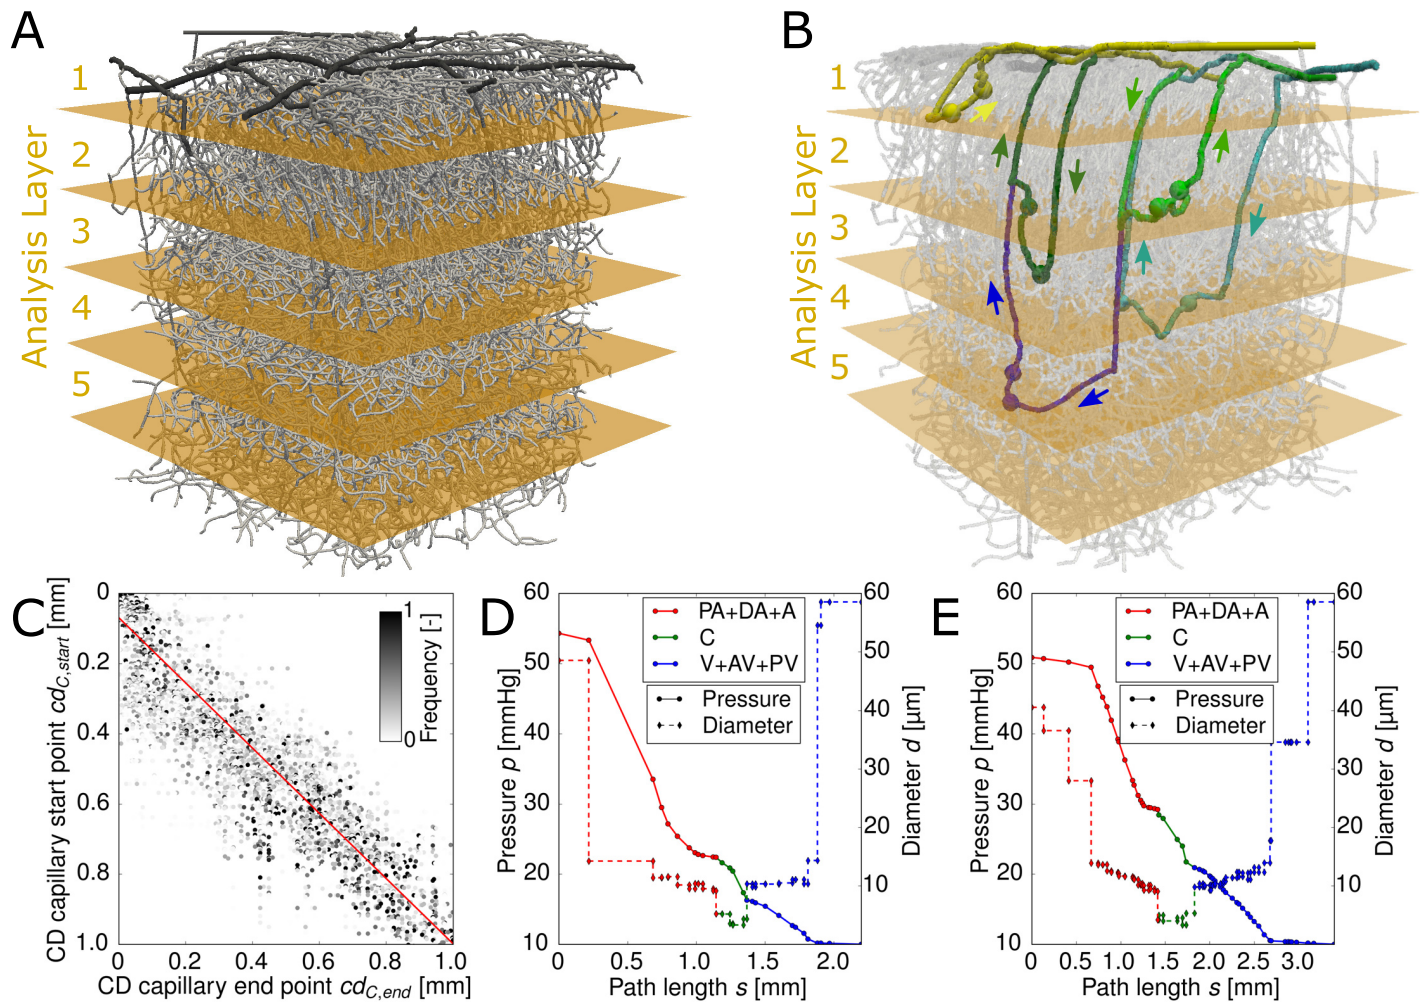 A
1
2
3
4
5
Analysis Layer
B
1
2
3
4
5
Analysis Layer
C
0
0.2
0.4
0.6
0.8
1.0
CD capillary start point cd_{C,start} [mm]
1
0
Frequency [-]
0
0.2
0.4
0.6
0.8
1.0
CD capillary end point cd_{C,end} [mm]
D
60
50
40
30
20
10
Pressure p [mmHg]
PA+DA+A
C
V+AV+PV
Pressure
Diameter
60
50
40
30
20
10
Diameter d [µm]
0
0.5
1.0
1.5
2.0
Path length s [mm]
E
60
50
40
30
20
10
Pressure p [mmHg]
PA+DA+A
C
V+AV+PV
Pressure
Diameter
60
50
40
30
20
10
Diameter d [µm]
0
0.5
1.0
1.5
2.0
2.5
3.0
Path length s [mm]